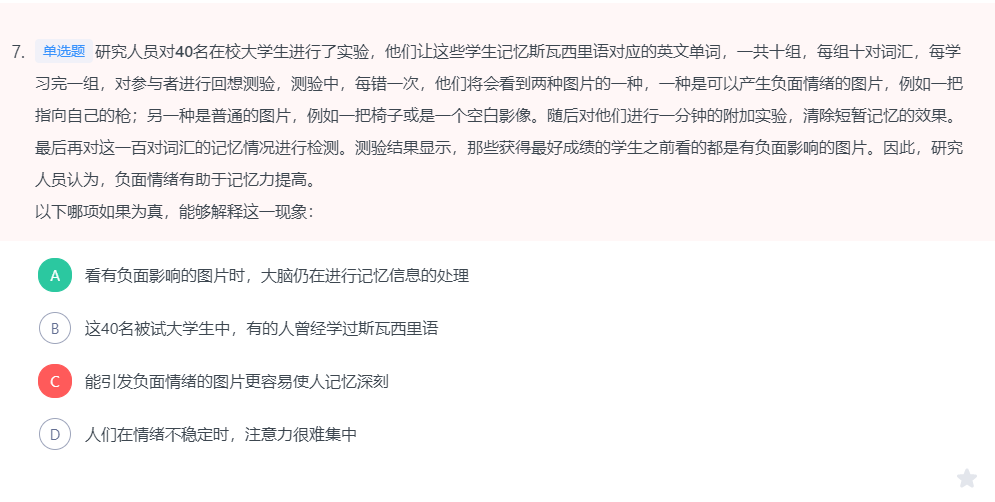 7. 单选题 研究人员对40名在校大学生进行了实验，他们让这些学生记忆斯瓦西里语对应的英文单词，一共十组，每组十对词汇，每学
习完一组，对参与者进行回想测验，测验中，每错一次，他们将会看到两种图片的一种，一种是可以产生负面情绪的图片，例如一把
指向自己的枪；另一种是普通的图片，例如一把椅子或是一个空白影像。随后对他们进行一分钟的附加实验，清除短暂记忆的效果。
最后再对这一百对词汇的记忆情况进行检测。测验结果显示，那些获得最好成绩的学生之前看的都是有负面影响的图片。因此，研究
人员认为，负面情绪有助于记忆力提高。
以下哪项如果为真，能够解释这一现象：
A 看有负面影响的图片时，大脑仍在进行记忆信息的处理
B 这40名被试大学生中，有的人曾经学过斯瓦西里语
C 能引发负面情绪的图片更容易使人记忆深刻
D 人们在情绪不稳定时，注意力很难集中